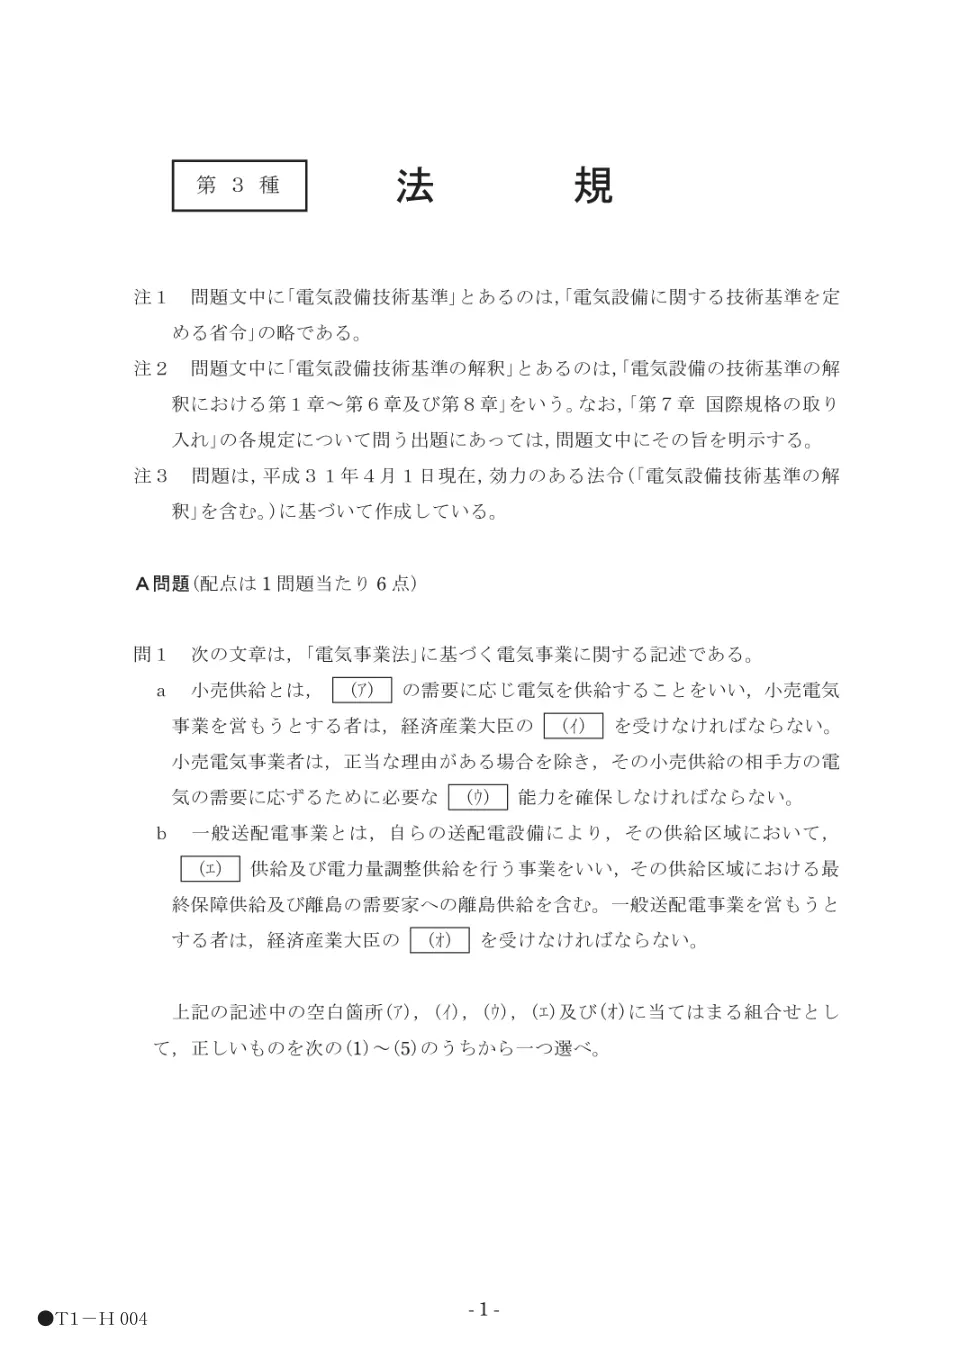 第 3 種
法 規
注１ 問題文中に「電気設備技術基準」とあるのは，「電気設備に関する技術基準を定
める省令」の略である。
注２ 問題文中に「電気設備技術基準の解釈」とあるのは，「電気設備の技術基準の解
釈における第１章～第６章及び第８章」をいう。なお，「第７章 国際規格の取り
入れ」の各規定について問う出題にあっては，問題文中にその旨を明示する。
注３ 問題は，平成３１年４月１日現在，効力のある法令（「電気設備技術基準の解
釈」を含む。）に基づいて作成している。
Ａ問題（配点は１問題当たり６点）
問１ 次の文章は，「電気事業法」に基づく電気事業に関する記述である。
a 小売供給とは， (ｱ) の需要に応じ電気を供給することをいい，小売電気
事業を営もうとする者は，経済産業大臣の (ｲ) を受けなければならない。
小売電気事業者は，正当な理由がある場合を除き，その小売供給の相手方の電
気の需要に応ずるために必要な (ｳ) 能力を確保しなければならない。
b 一般送配電事業とは，自らの送配電設備により，その供給区域において，
(ｴ) 供給及び電力量調整供給を行う事業をいい，その供給区域における最
終保障供給及び離島の需要家への離島供給を含む。一般送配電事業を営もうと
する者は，経済産業大臣の (ｵ) を受けなければならない。
上記の記述中の空白箇所(ｱ)，(ｲ)，(ｳ)，(ｴ)及び(ｵ)に当てはまる組合せとし
て，正しいものを次の(1)～(5)のうちから一つ選べ。
- 1 -
●T1－H 004